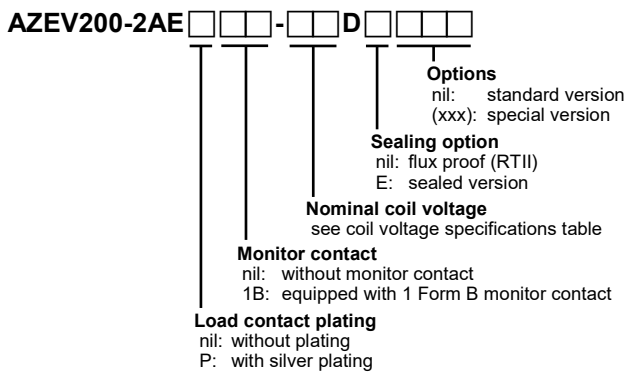 AZEV200-2AE□□□-□□D□□□□
Options
nil: standard version
(xxx): special version
Sealing option
nil: flux proof (RTII)
E: sealed version
Nominal coil voltage
see coil voltage specifications table
Monitor contact
nil: without monitor contact
1B: equipped with 1 Form B monitor contact
Load contact plating
nil: without plating
P: with silver plating